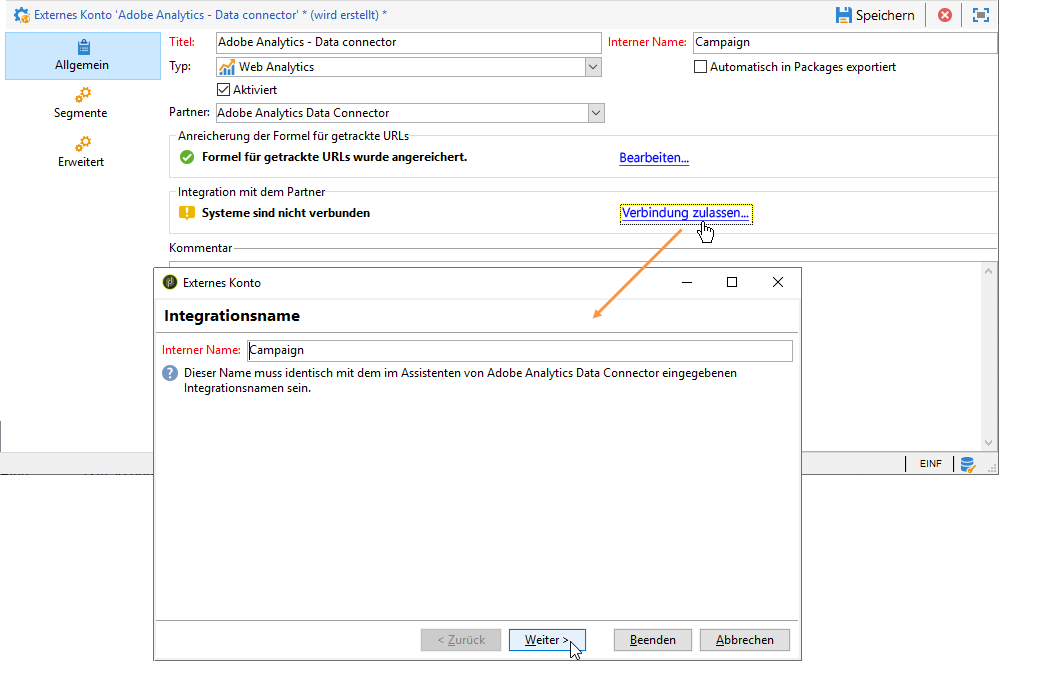 Externes Konto 'Adobe Analytics - Data connector' * (wird erstellt) *
Speichern
Allgemein
Segmente
Erweitert
Titel: Adobe Analytics - Data connector
Interner Name: Campaign
Typ: Web Analytics
Automatisch in Packages exportiert
Aktiviert
Partner: Adobe Analytics Data Connector
Anreicherung der Formel für getrackte URLs
Formel für getrackte URLs wurde angereichert.
Bearbeiten...
Integration mit dem Partner
Systeme sind nicht verbunden
Verbindung zulassen...
Kommentar
Externes Konto
Integrationsname
Interner Name: Campaign
Dieser Name muss identisch mit dem im Assistenten von Adobe Analytics Data Connector eingegebenen
Integrationsnamen sein.
EINF
< Zurück
Weiter >
Beenden
Abbrechen